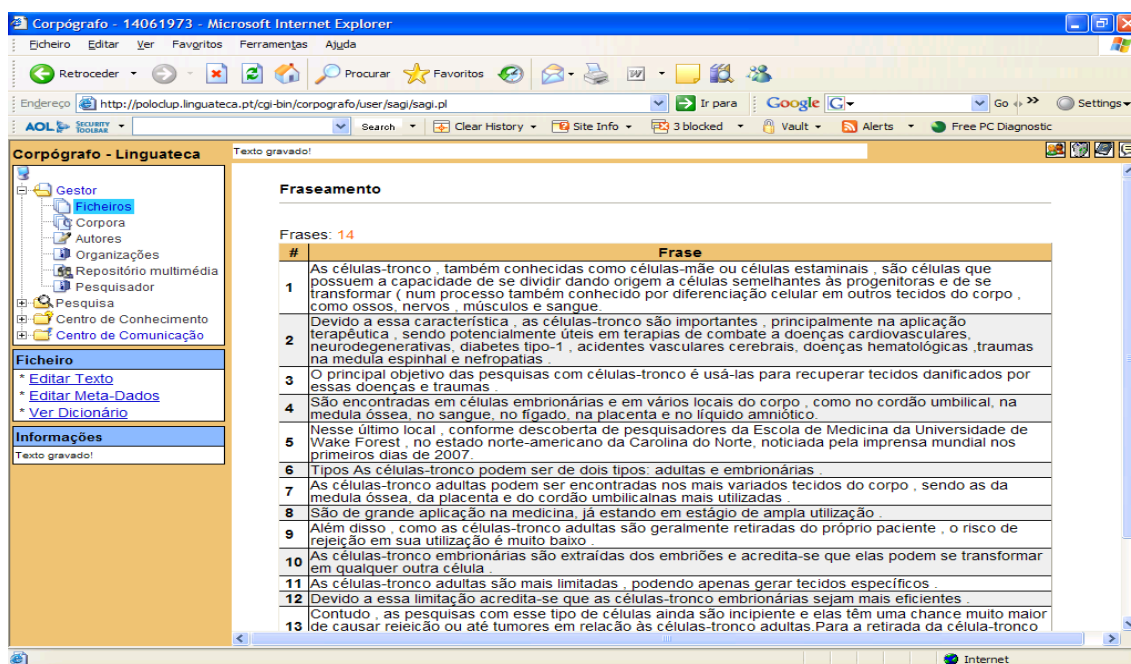 Corpógrafo - 14061973 - Microsoft Internet Explorer
Ficheiro Editar Ver Favoritos Ferramentas Ajuda
Retroceder Procurar Favoritos
Endereço http://poloclup.linguateca.pt/cgi-bin/corpografo/user/sagi/sagi.pl Ir para Google G Go Settings
AOL SECURITY TOOLBAR Search Clear History Site Info 3 blocked Vault Alerts Free PC Diagnostic
Corpógrafo - Linguateca
Gestor
Ficheiros
Corpora
Autores
Organizações
Repositório multimédia
Pesquisador
Pesquisa
Centro de Conhecimento
Centro de Comunicação
Ficheiro
* Editar Texto
* Editar Meta-Dados
* Ver Dicionário
Informações
Texto gravado!
Texto gravado!
Fraseamento
Frases: 14
# Frase
1 As células-tronco , também conhecidas como células-mãe ou células estaminais , são células que
possuem a capacidade de se dividir dando origem a células semelhantes às progenitoras e de se
transformar ( num processo também conhecido por diferenciação celular em outros tecidos do corpo ,
como ossos, nervos , músculos e sangue.
2 Devido a essa característica , as células-tronco são importantes , principalmente na aplicação
terapêutica , sendo potencialmente úteis em terapias de combate a doenças cardiovasculares,
neurodegenerativas, diabetes tipo-1 , acidentes vasculares cerebrais, doenças hematológicas ,traumas
na medula espinhal e nefropatias .
3 O principal objetivo das pesquisas com células-tronco é usá-las para recuperar tecidos danificados por
essas doenças e traumas .
4 São encontradas em células embrionárias e em vários locais do corpo , como no cordão umbilical, na
medula óssea, no sangue, no fígado, na placenta e no líquido amniótico.
5 Nesse último local , conforme descoberta de pesquisadores da Escola de Medicina da Universidade de
Wake Forest , no estado norte-americano da Carolina do Norte, noticiada pela imprensa mundial nos
primeiros dias de 2007.
6 Tipos As células-tronco podem ser de dois tipos: adultas e embrionárias .
7 As células-tronco adultas podem ser encontradas nos mais variados tecidos do corpo , sendo as da
medula óssea, da placenta e do cordão umbilicalnas mais utilizadas .
8 São de grande aplicação na medicina, já estando em estágio de ampla utilização .
9 Além disso , como as células-tronco adultas são geralmente retiradas do próprio paciente , o risco de
rejeição em sua utilização é muito baixo .
10 As células-tronco embrionárias são extraídas dos embriões e acredita-se que elas podem se transformar
em qualquer outra célula .
11 As células-tronco adultas são mais limitadas , podendo apenas gerar tecidos específicos .
12 Devido a essa limitação acredita-se que as células-tronco embrionárias sejam mais eficientes .
13 Contudo , as pesquisas com esse tipo de células ainda são incipiente e elas têm uma chance muito maior
de causar rejeição ou até tumores em relação às células-tronco adultas.Para a retirada da célula-tronco
Internet